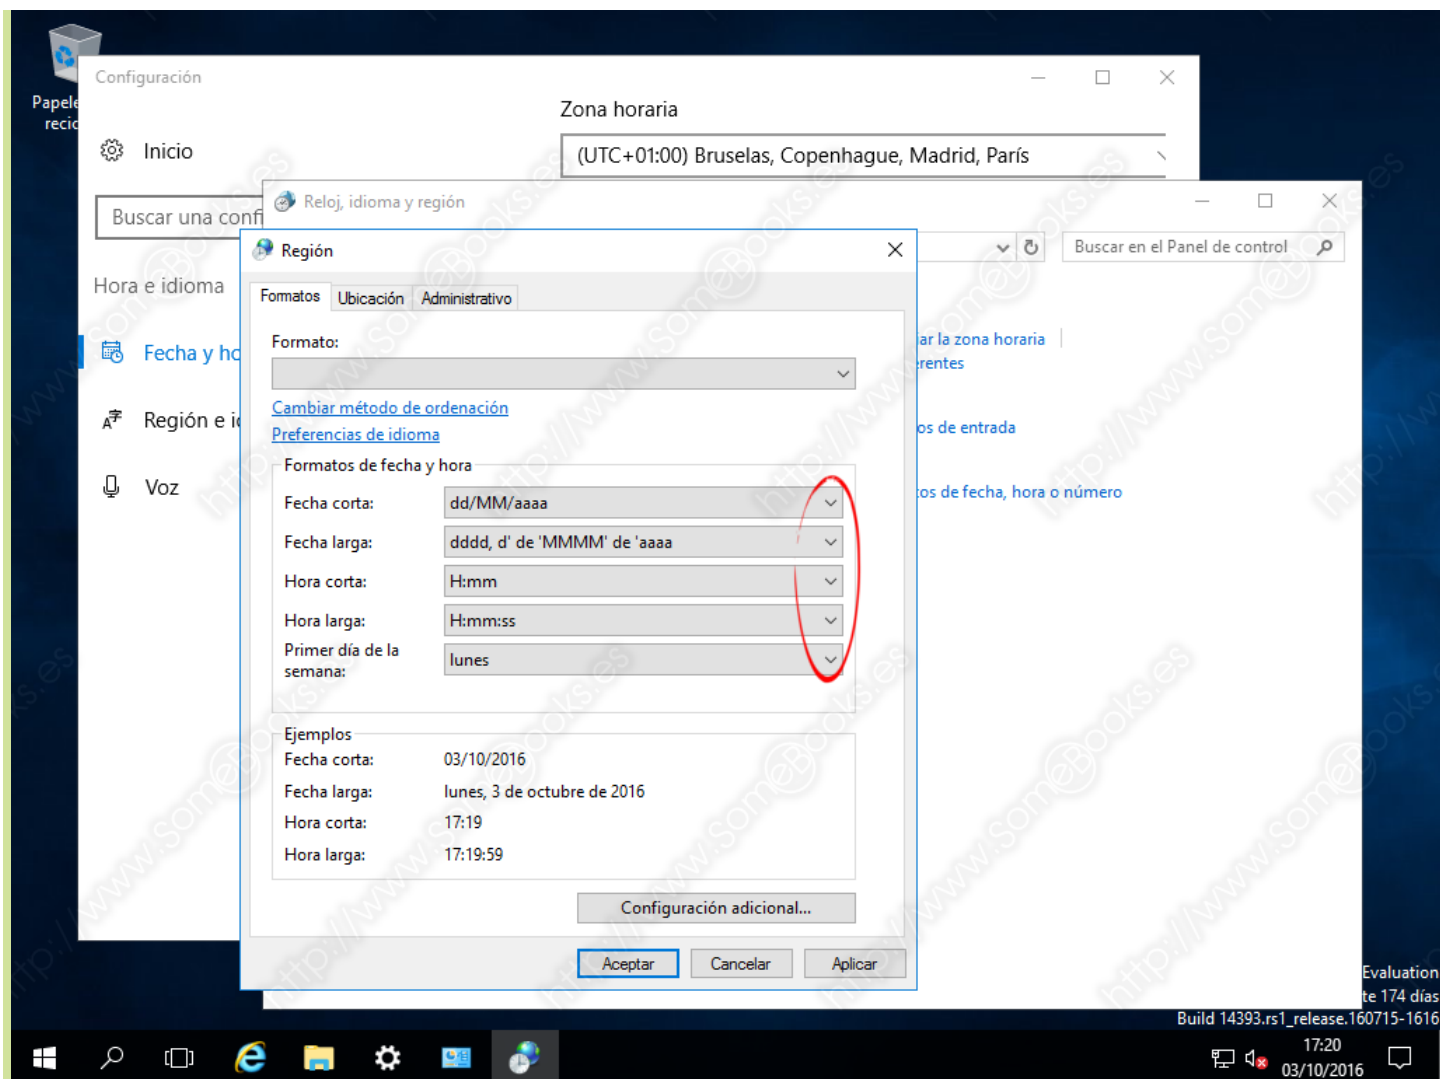 Papele
recic
Configuración
Zona horaria
Inicio
(UTC+01:00) Bruselas, Copenhague, Madrid, París
Buscar una confi
Reloj, idioma y región
Región
Buscar en el Panel de control
Hora e idioma
Formatos
Ubicación
Administrativo
Formato:
iar la zona horaria
erentes
Fecha y ho
Cambiar método de ordenación
Preferencias de idioma
Región e id
os de entrada
Formatos de fecha y hora
Voz
Fecha corta: dd/MM/aaaa
tos de fecha, hora o número
Fecha larga: dddd, d' de 'MMMM' de 'aaaa
Hora corta: H:mm
Hora larga: H:mm:ss
Primer día de la
semana: lunes
Ejemplos
Fecha corta: 03/10/2016
Fecha larga: lunes, 3 de octubre de 2016
Hora corta: 17:19
Hora larga: 17:19:59
Configuración adicional...
Aceptar
Cancelar
Aplicar
Evaluation
te 174 días
Build 14393.rs1_release.160715-1616
17:20
03/10/2016
http://www.SomeBooks.es